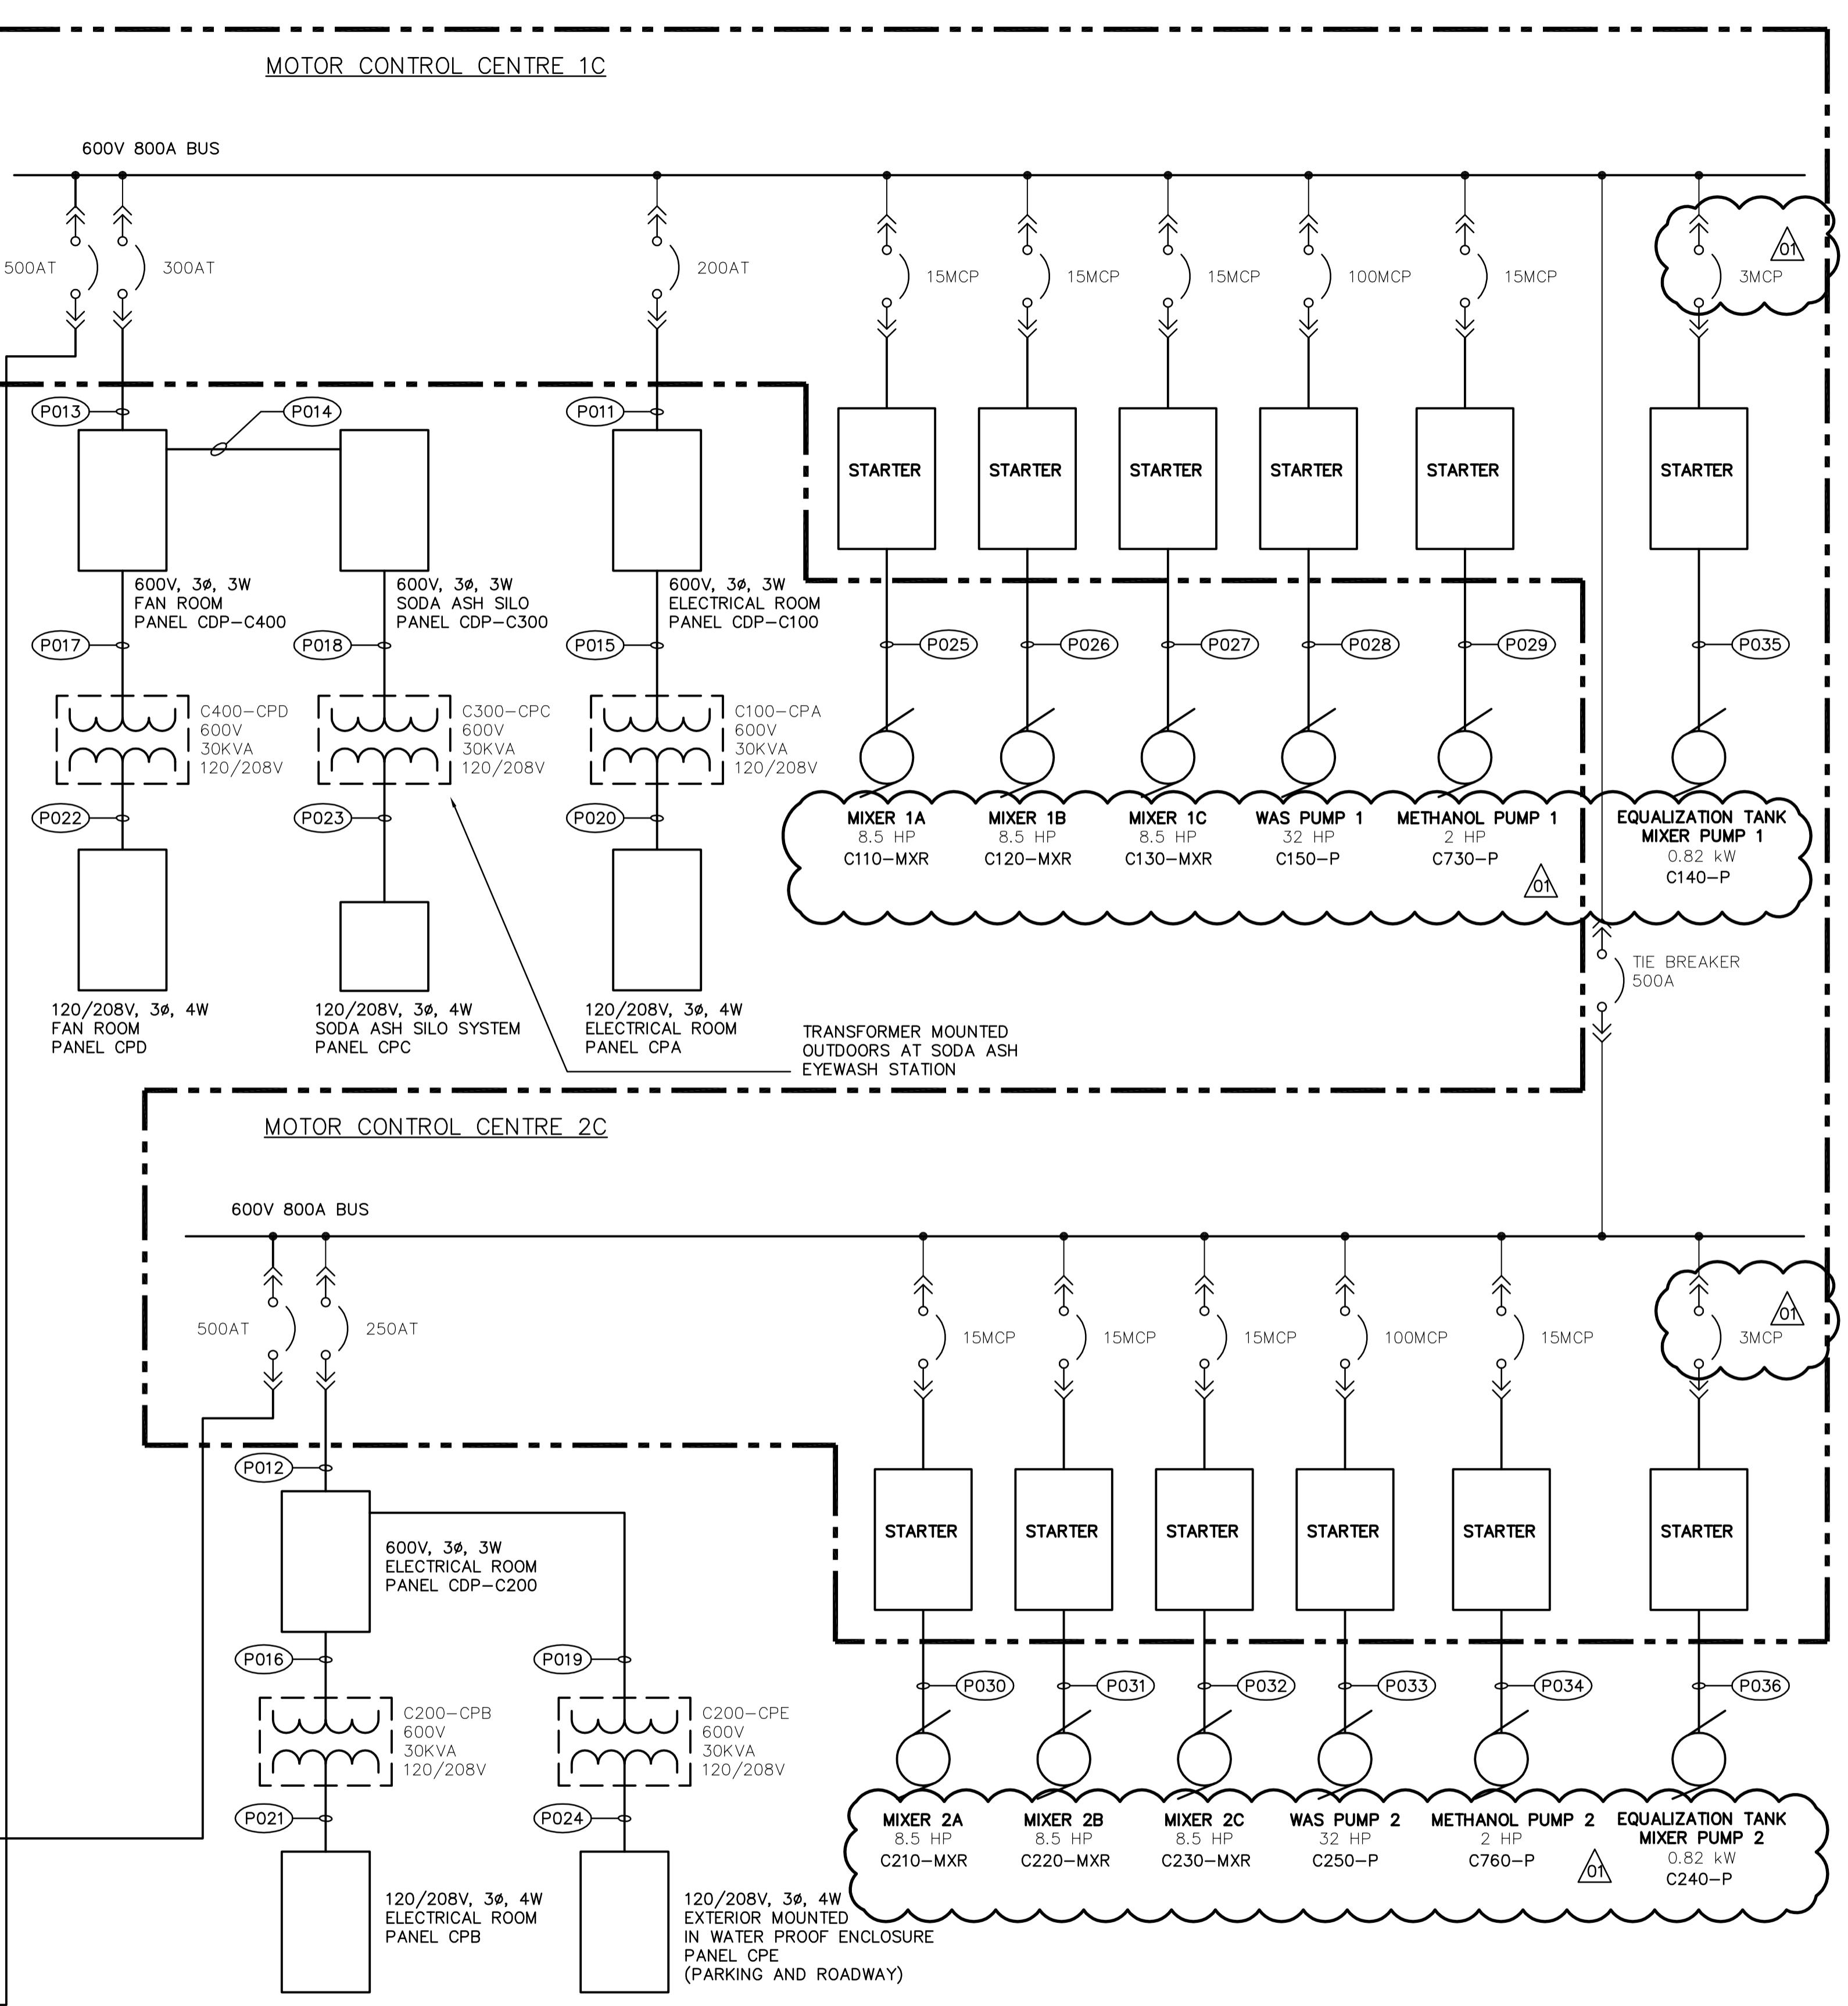 MOTOR CONTROL CENTRE 1C
600V 800A BUS
500AT
300AT
200AT
15MCP
15MCP
15MCP
100MCP
15MCP
3MCP
01
P013
P014
P011
STARTER
STARTER
STARTER
STARTER
STARTER
STARTER
600V, 3ø, 3W
FAN ROOM
PANEL CDP-C400
600V, 3ø, 3W
SODA ASH SILO
PANEL CDP-C300
600V, 3ø, 3W
ELECTRICAL ROOM
PANEL CDP-C100
P017
P018
P015
P025
P026
P027
P028
P029
P035
C400-CPD
600V
30KVA
120/208V
C300-CPC
600V
30KVA
120/208V
C100-CPA
600V
30KVA
120/208V
P022
P023
P020
MIXER 1A
8.5 HP
C110-MXR
MIXER 1B
8.5 HP
C120-MXR
MIXER 1C
8.5 HP
C130-MXR
WAS PUMP 1
32 HP
C150-P
METHANOL PUMP 1
2 HP
C730-P
01
EQUALIZATION TANK
MIXER PUMP 1
0.82 kW
C140-P
TIE BREAKER
500A
120/208V, 3ø, 4W
FAN ROOM
PANEL CPD
120/208V, 3ø, 4W
SODA ASH SILO SYSTEM
PANEL CPC
120/208V, 3ø, 4W
ELECTRICAL ROOM
PANEL CPA
TRANSFORMER MOUNTED
OUTDOORS AT SODA ASH
EYEWASH STATION
MOTOR CONTROL CENTRE 2C
600V 800A BUS
500AT
250AT
15MCP
15MCP
15MCP
100MCP
15MCP
3MCP
01
P012
600V, 3ø, 3W
ELECTRICAL ROOM
PANEL CDP-C200
STARTER
STARTER
STARTER
STARTER
STARTER
STARTER
P016
P019
P030
P031
P032
P033
P034
P036
C200-CPB
600V
30KVA
120/208V
C200-CPE
600V
30KVA
120/208V
P021
P024
MIXER 2A
8.5 HP
C210-MXR
MIXER 2B
8.5 HP
C220-MXR
MIXER 2C
8.5 HP
C230-MXR
WAS PUMP 2
32 HP
C250-P
METHANOL PUMP 2
2 HP
C760-P
01
EQUALIZATION TANK
MIXER PUMP 2
0.82 kW
C240-P
120/208V, 3ø, 4W
ELECTRICAL ROOM
PANEL CPB
120/208V, 3ø, 4W
EXTERIOR MOUNTED
IN WATER PROOF ENCLOSURE
PANEL CPE
(PARKING AND ROADWAY)